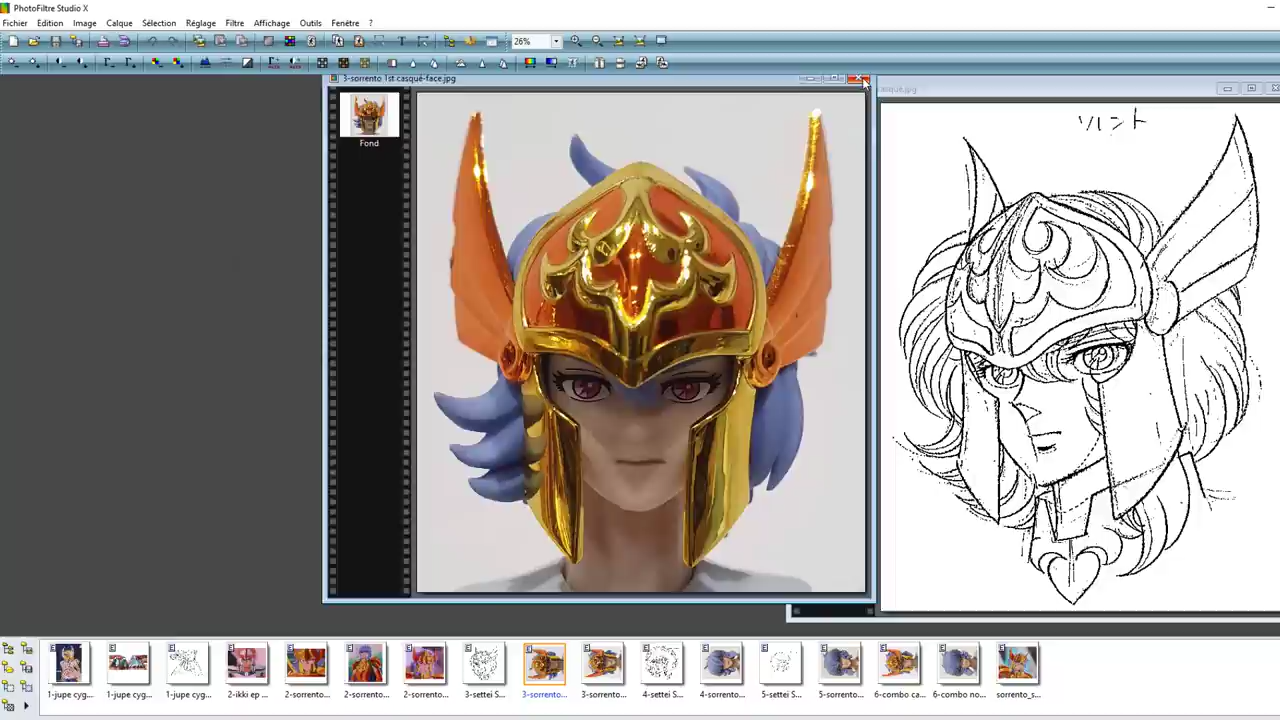 PhotoFiltre Studio X
Fichier Edition Image Calque Sélection Réglage Filtre Affichage Outils Fenêtre ?
26%
3-sorrento 1st casqué-face.jpg
casqué.jpg
Fond
ソレント
1-jupe cyg... 1-jupe cyg... 1-jupe cyg... 2-ikki ep ... 2-sorrento... 2-sorrento... 2-sorrento... 3-settei S... 3-sorrento... 3-sorrento... 4-settei S... 4-sorrento... 5-settei S... 5-sorrento... 6-combo ca... 6-combo no... sorrento_s...